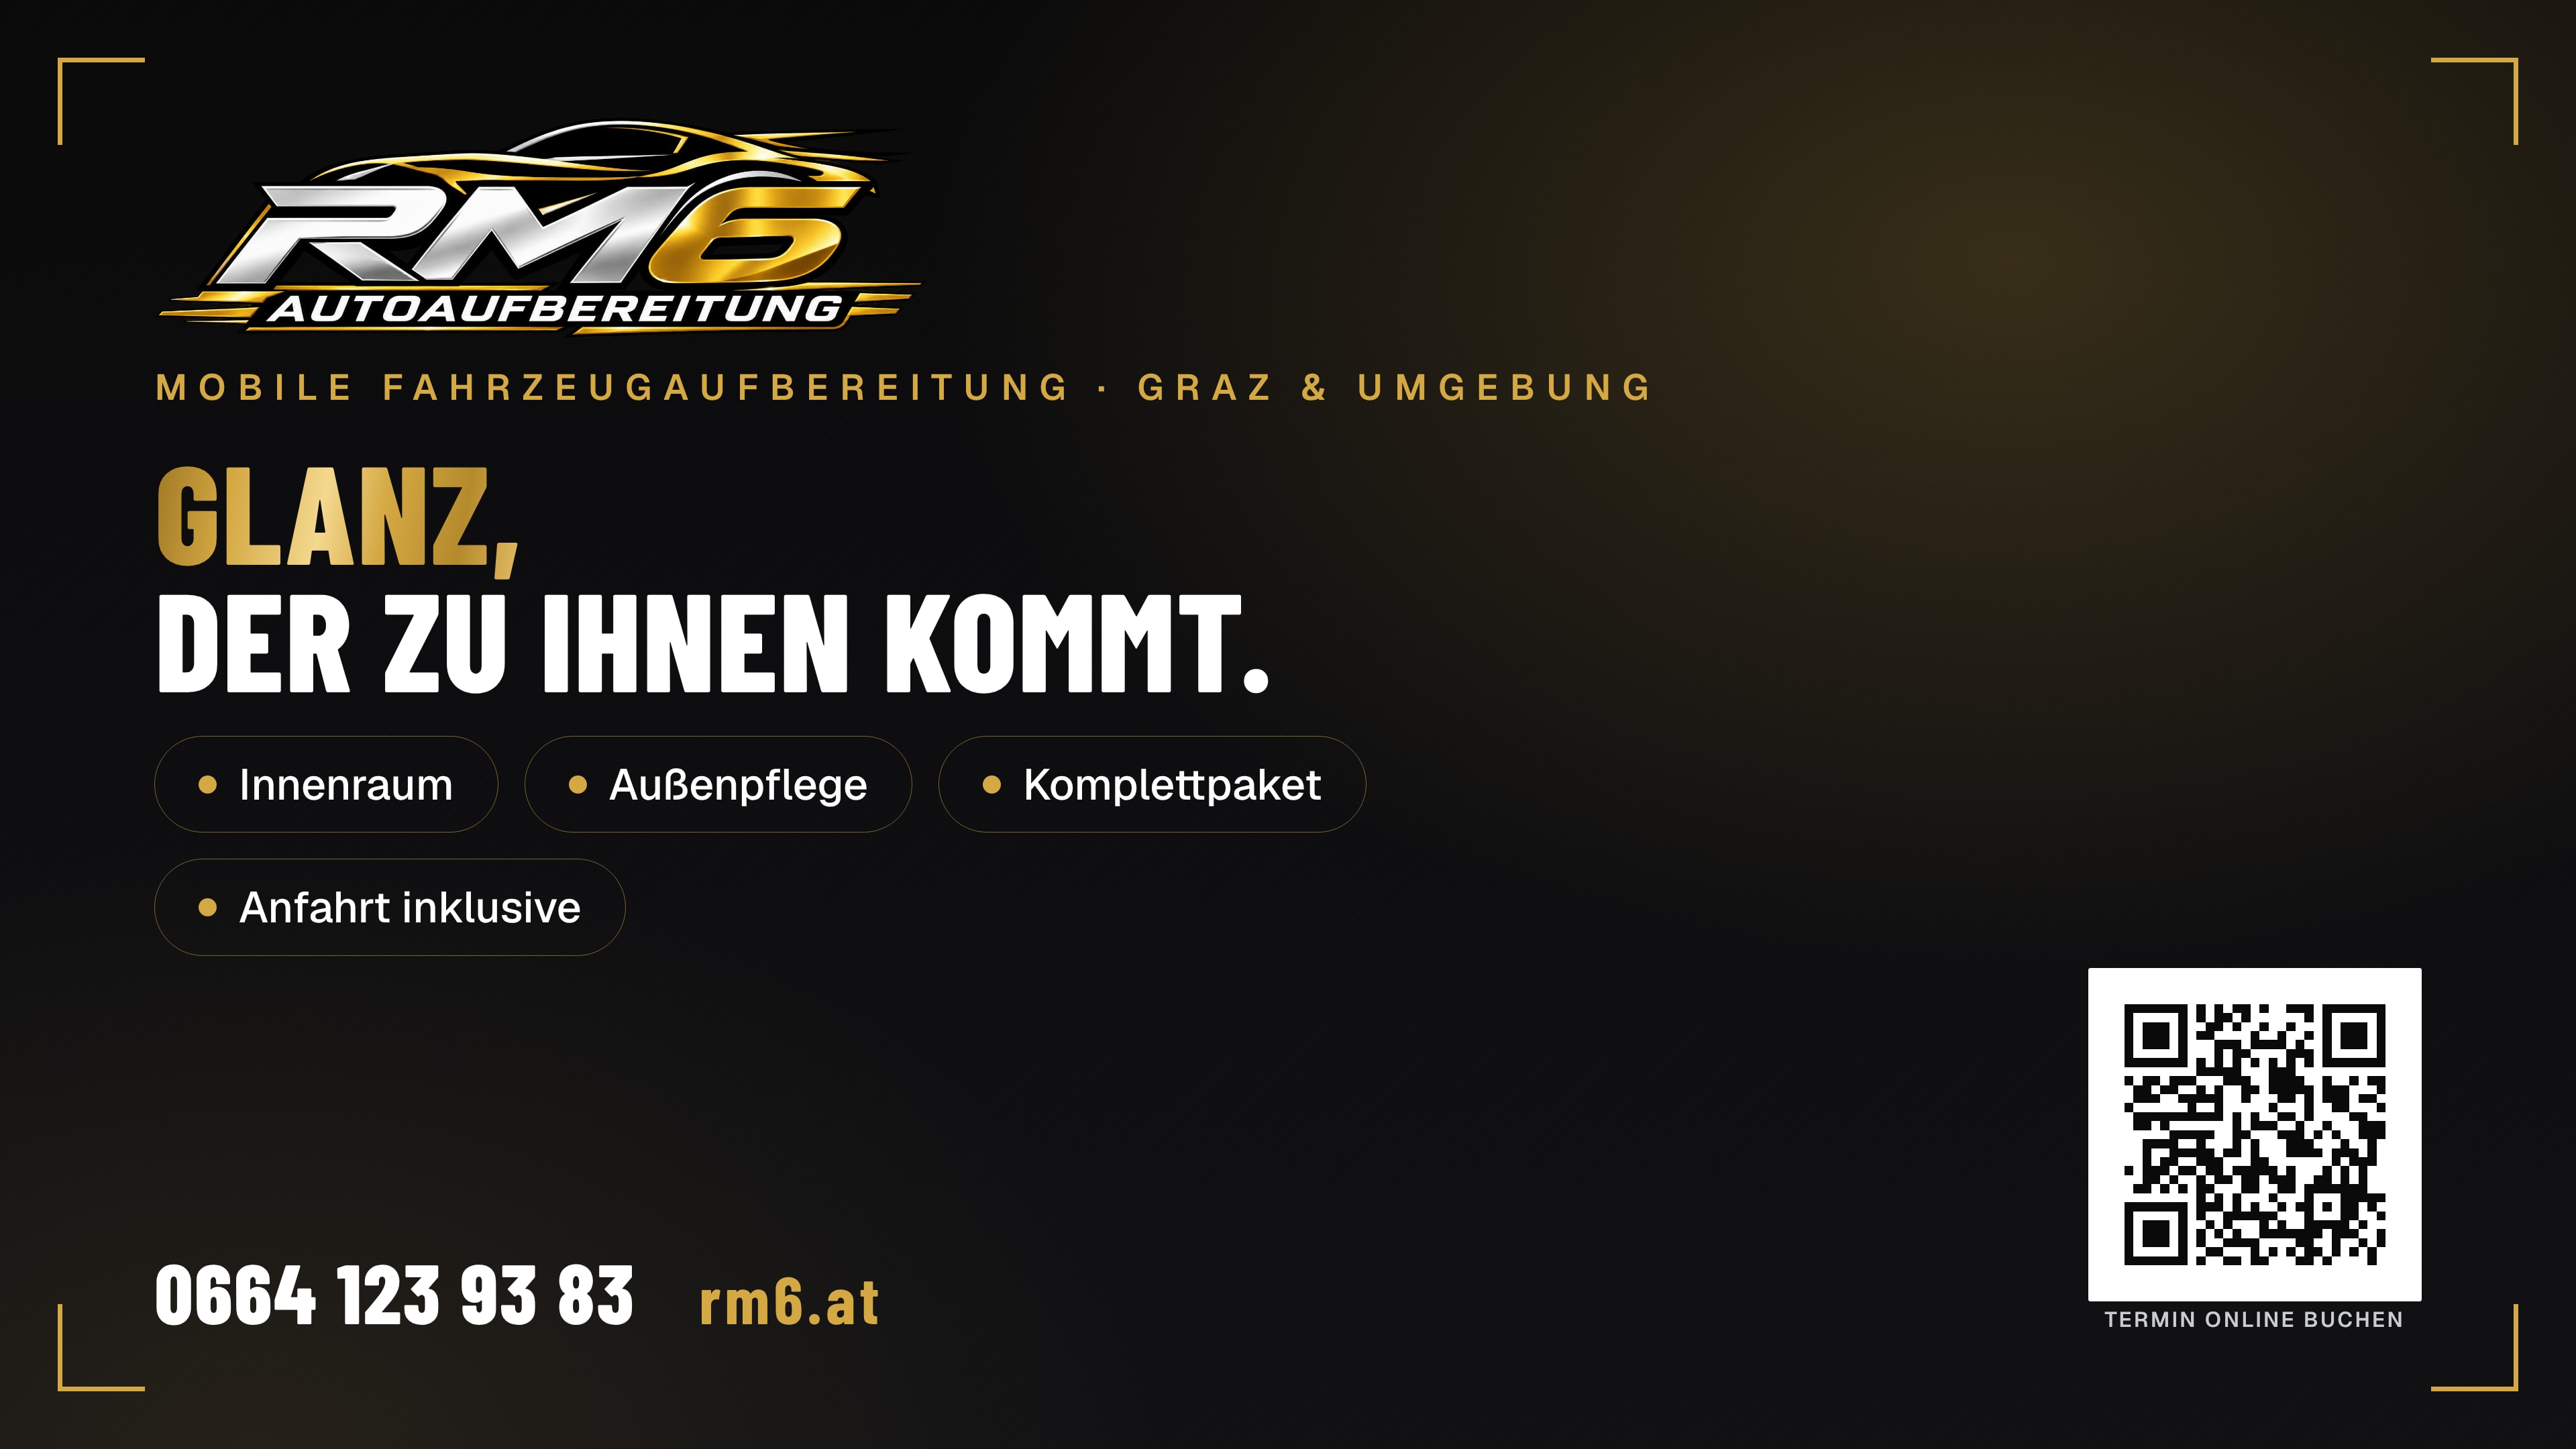 RM6
AUTOAUFBEREITUNG
MOBILE FAHRZEUGAUFBEREITUNG · GRAZ & UMGEBUNG
GLANZ,
DER ZU IHNEN KOMMT.
Innenraum
Außenpflege
Komplettpaket
Anfahrt inklusive
0664 123 93 83 rm6.at
TERMIN ONLINE BUCHEN